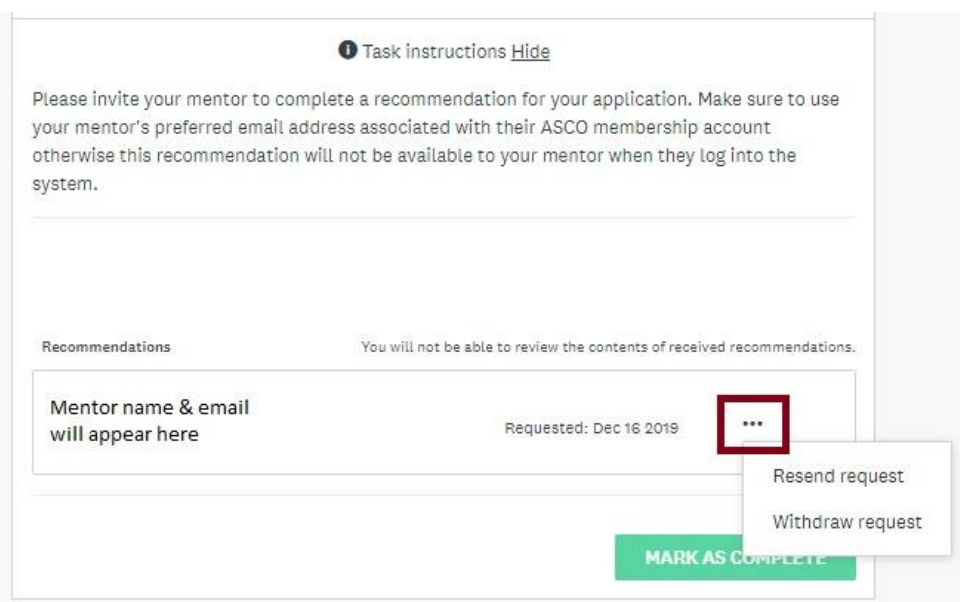 Task instructions Hide
Please invite your mentor to complete a recommendation for your application. Make sure to use
your mentor's preferred email address associated with their ASCO membership account
otherwise this recommendation will not be available to your mentor when they log into the
system.
Recommendations
You will not be able to review the contents of received recommendations.
Mentor name & email
will appear here
Requested: Dec 16 2019
•••
Resend request
Withdraw request
MARK AS COMPLETE